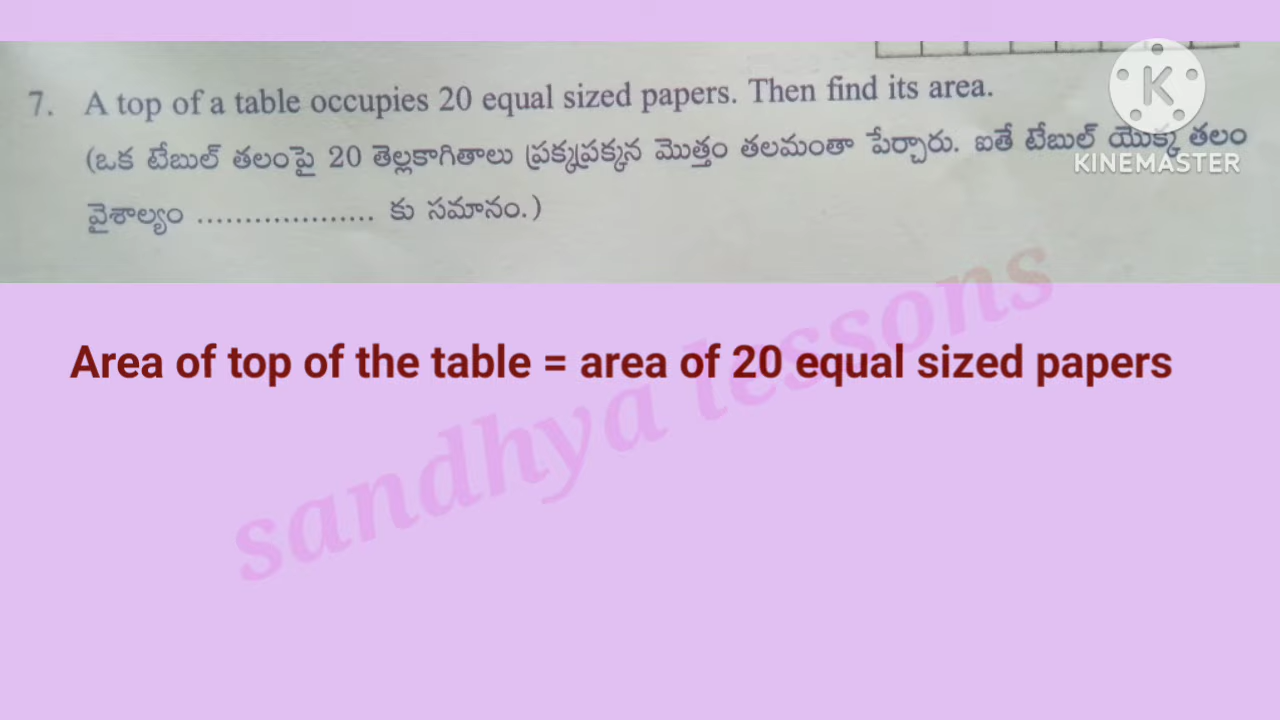 7. A top of a table occupies 20 equal sized papers. Then find its area.
(ఒక టేబుల్ తలంపై 20 తెల్లకాగితాలు ప్రక్కప్రక్కన మొత్తం తలమంతా పేర్చారు. ఐతే టేబుల్ యొక్క తలం
వైశాల్యం ................... కు సమానం.)
KINEMASTER
Area of top of the table = area of 20 equal sized papers
sandhya lessons